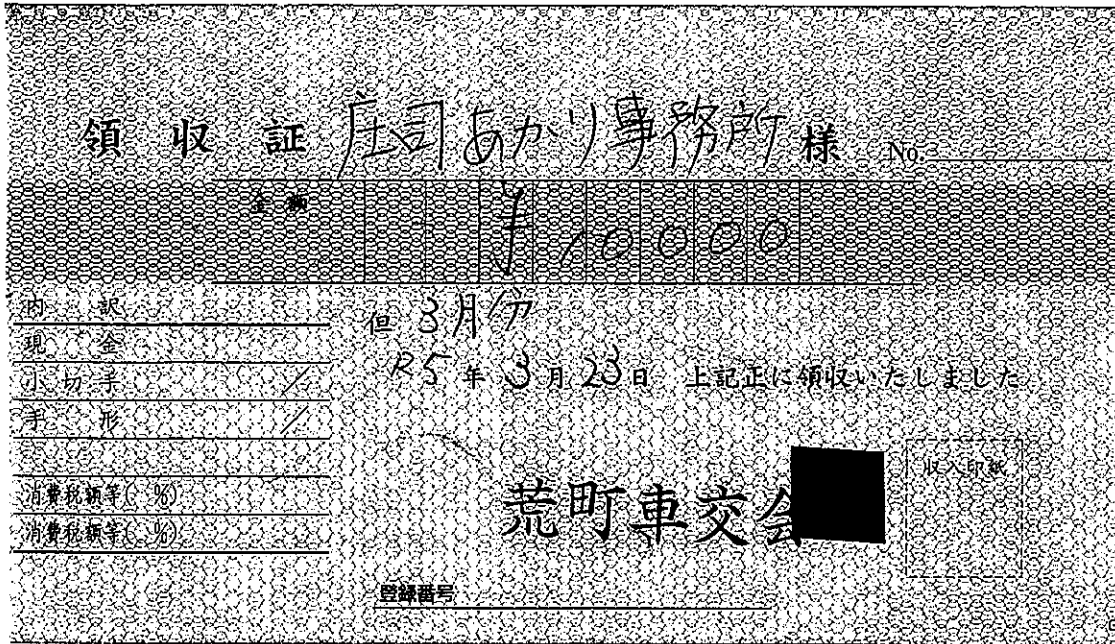 領収証 庄司あかり事務所 様 No.
金額 ¥10000
内訳
現金
小切手
手形
消費税額等( %)
消費税額等( %)
但 3月分
R5年3月23日 上記正に領収いたしました
荒町車交会
収入印紙
登録番号